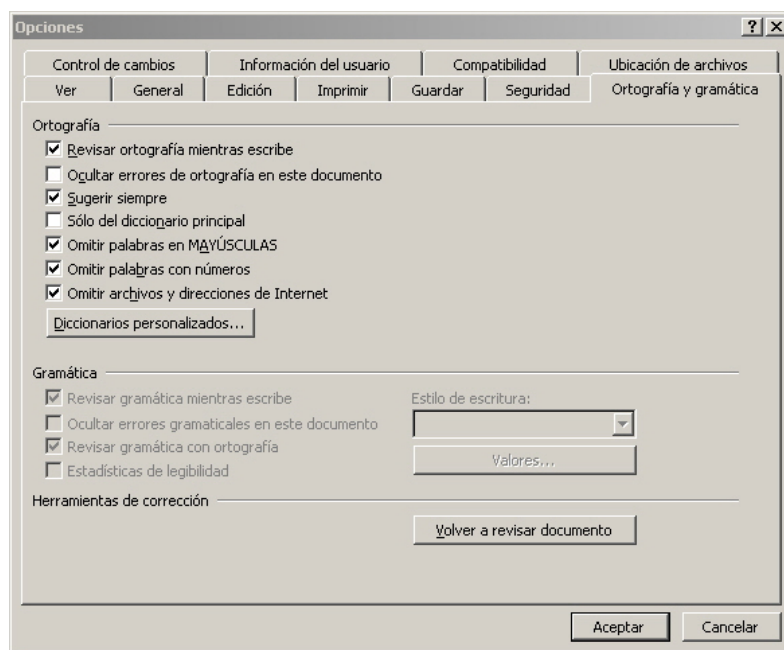 Opciones
Control de cambios Información del usuario Compatibilidad Ubicación de archivos
Ver General Edición Imprimir Guardar Seguridad Ortografía y gramática
Ortografía
Revisar ortografía mientras escribe
Ocultar errores de ortografía en este documento
Sugerir siempre
Sólo del diccionario principal
Omitir palabras en MAYÚSCULAS
Omitir palabras con números
Omitir archivos y direcciones de Internet
Diccionarios personalizados...
Gramática
Revisar gramática mientras escribe Estilo de escritura:
Ocultar errores gramaticales en este documento
Revisar gramática con ortografía
Valores...
Estadísticas de legibilidad
Herramientas de corrección
Volver a revisar documento
Aceptar Cancelar